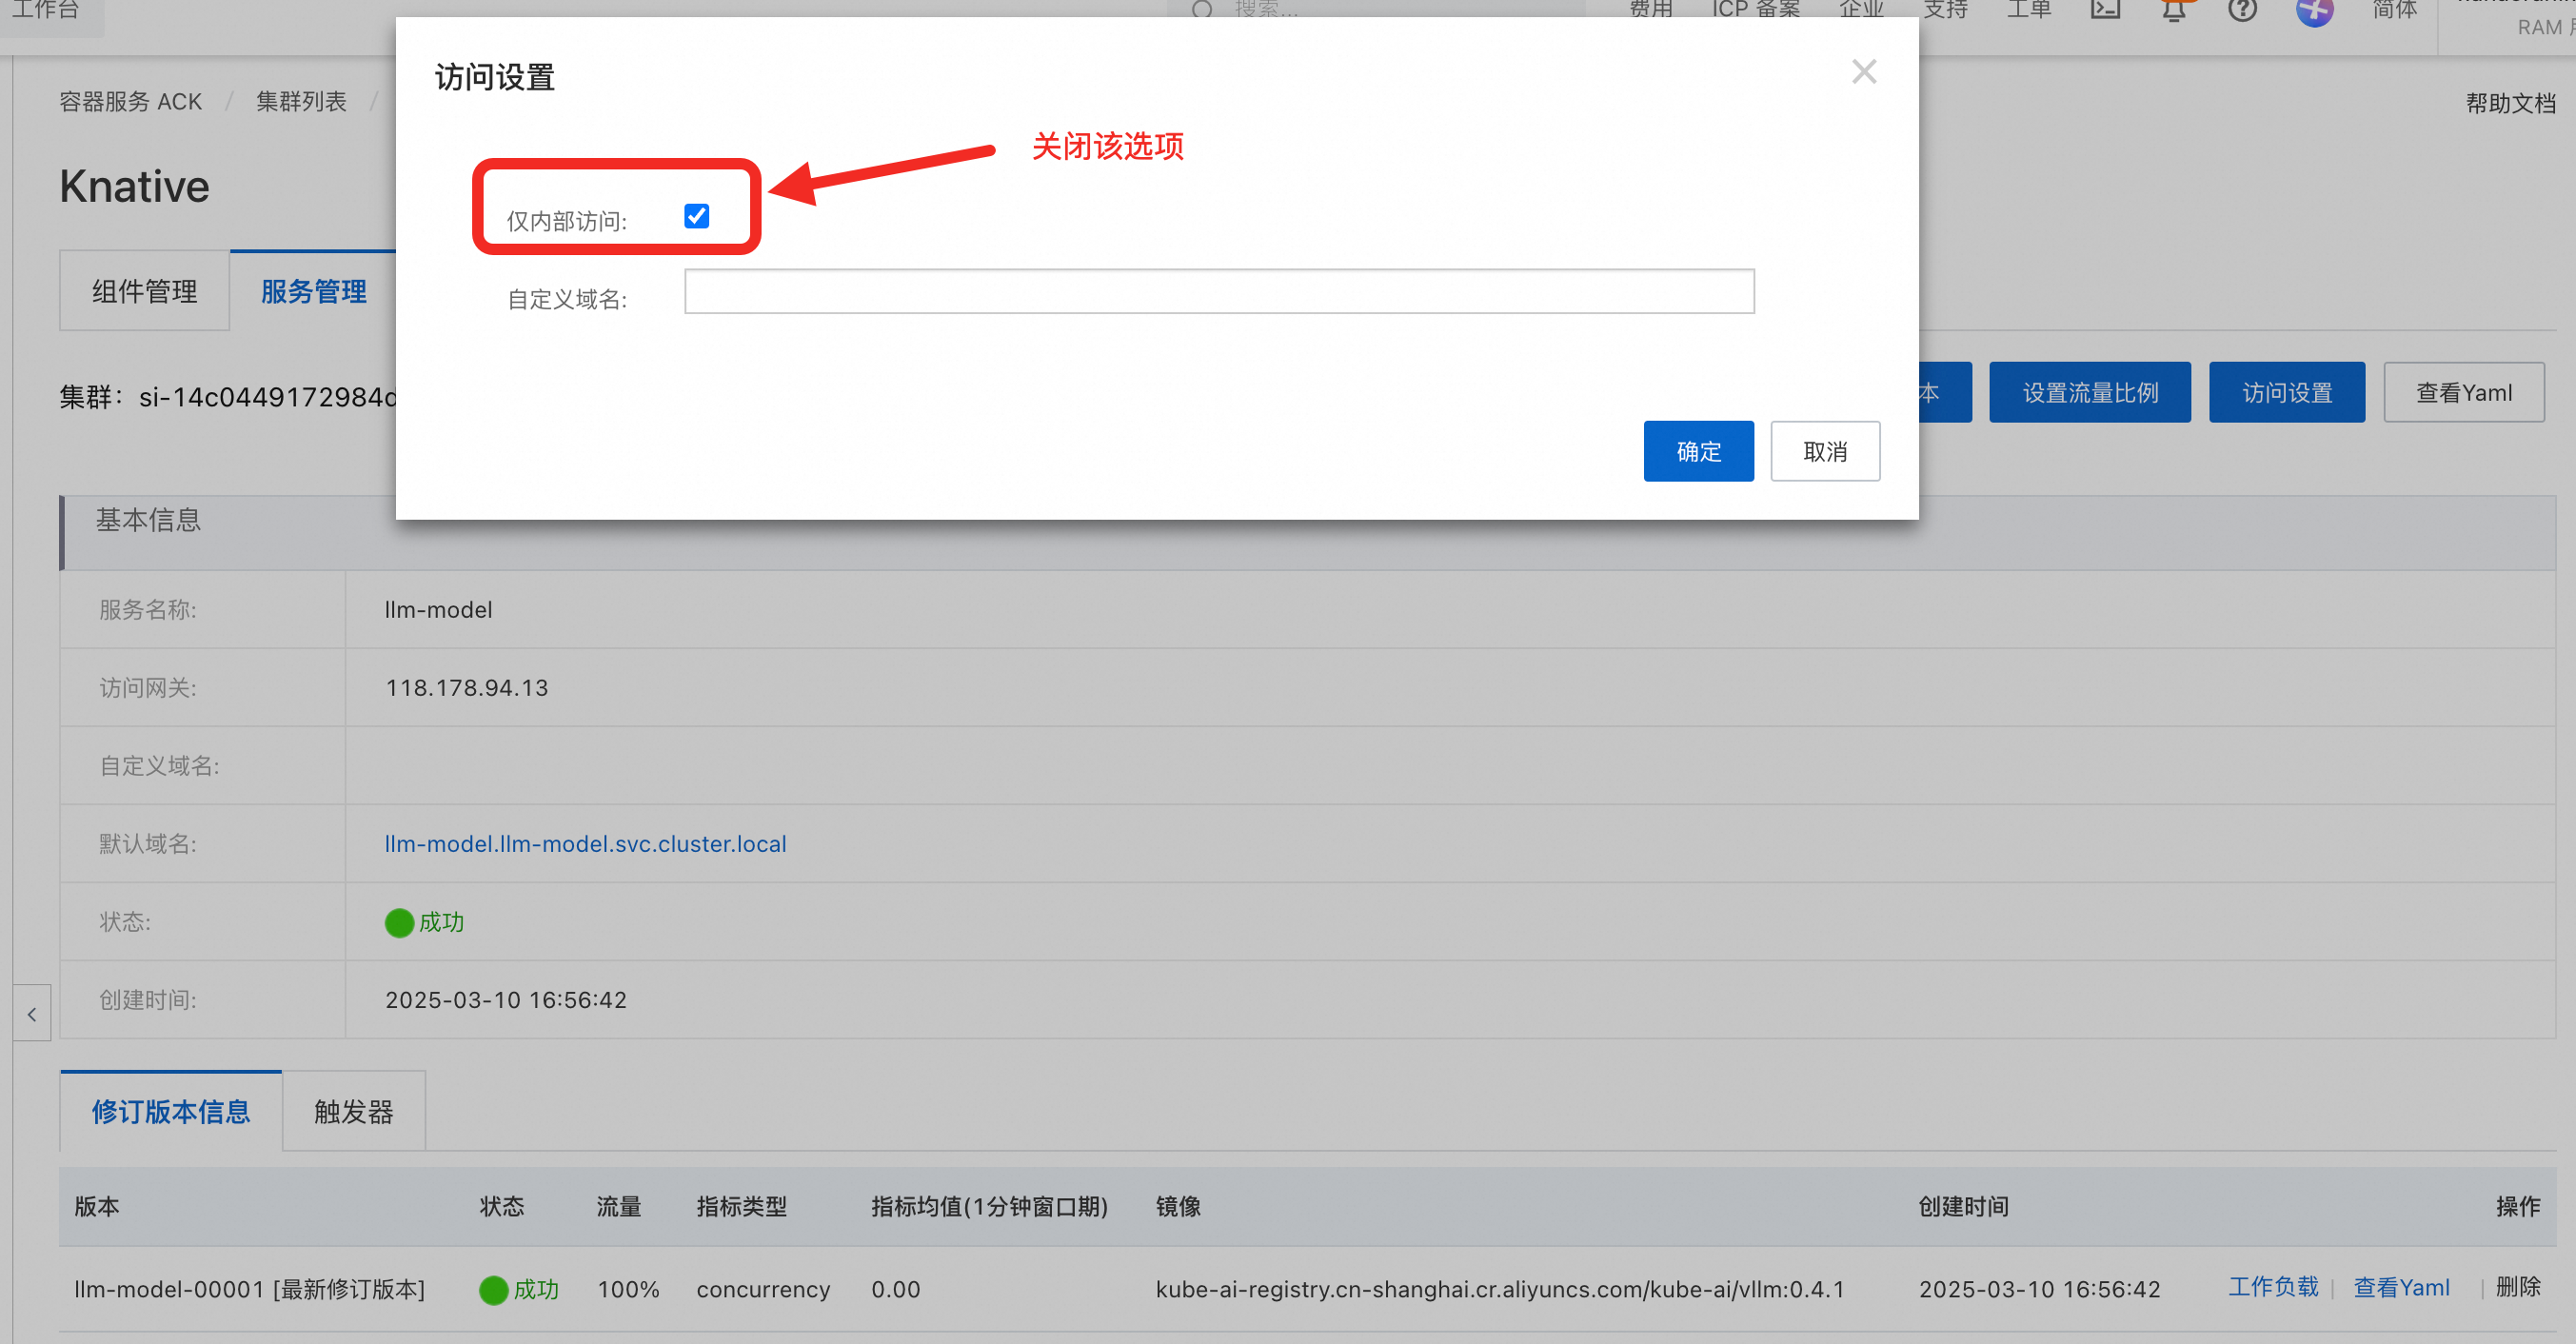 工作台
搜索...
费用
ICP 备案
企业
支持
工单
简体
RAM
容器服务 ACK / 集群列表 /
帮助文档
访问设置
关闭该选项
仅内部访问:
自定义域名:
确定
取消
Knative
组件管理
服务管理
集群: si-14c0449172984d
本
设置流量比例
访问设置
查看Yaml
基本信息
服务名称: llm-model
访问网关: 118.178.94.13
自定义域名:
默认域名: llm-model.llm-model.svc.cluster.local
状态: 成功
创建时间: 2025-03-10 16:56:42
修订版本信息
触发器
版本 状态 流量 指标类型 指标均值(1分钟窗口期) 镜像 创建时间 操作
llm-model-00001 [最新修订版本] 成功 100% concurrency 0.00 kube-ai-registry.cn-shanghai.cr.aliyuncs.com/kube-ai/vllm:0.4.1 2025-03-10 16:56:42 工作负载 | 查看Yaml | 删除